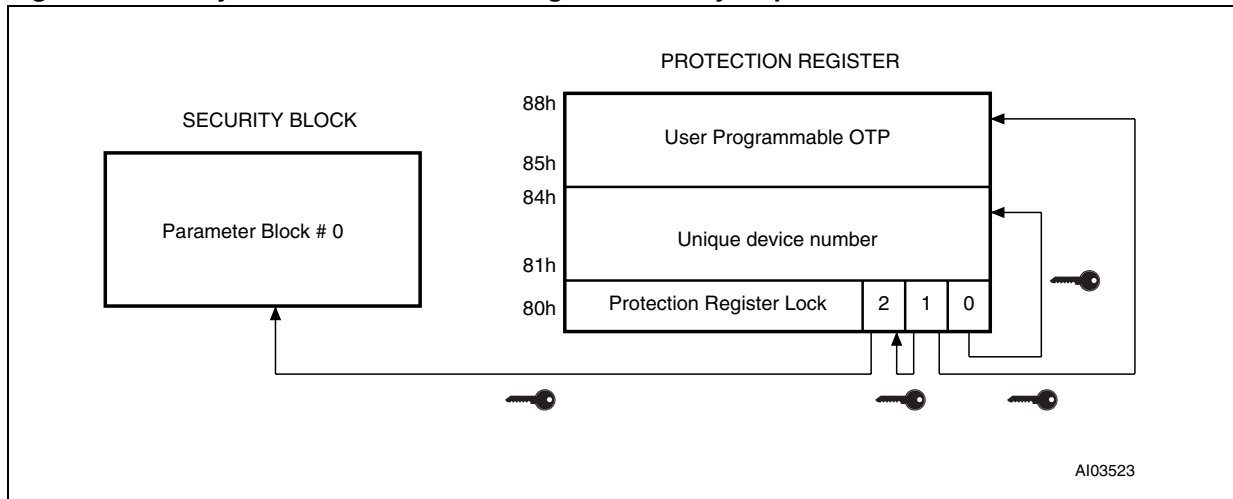 PROTECTION REGISTER
SECURITY BLOCK
88h
User Programmable OTP
85h
84h
Parameter Block # 0
Unique device number
81h
80h
Protection Register Lock 2 1 0
AI03523